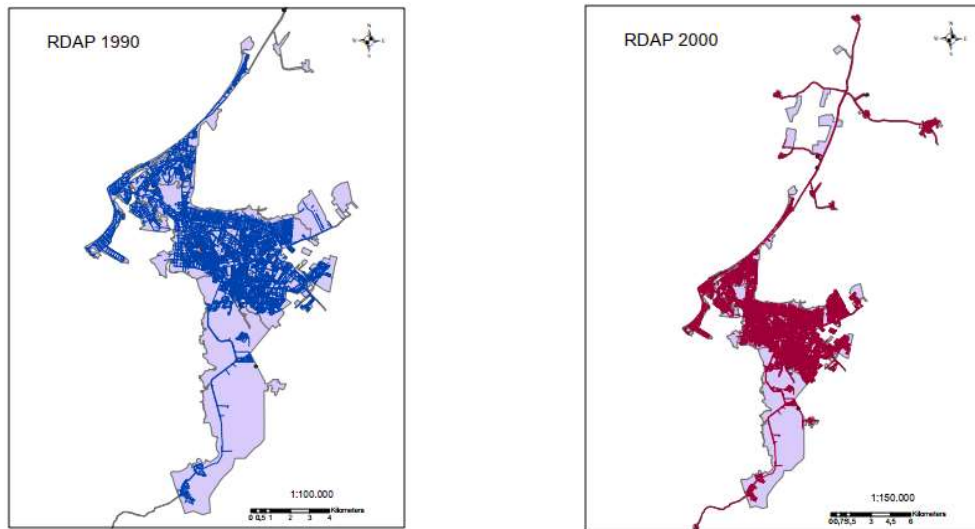 RDAP 1990
N
W
E
S
1:100.000
Kilometers
0 0,5 1 2 3 4
RDAP 2000
N
W
E
S
1:150.000
Kilometers
0 0,75 1,5 3 4,5 6